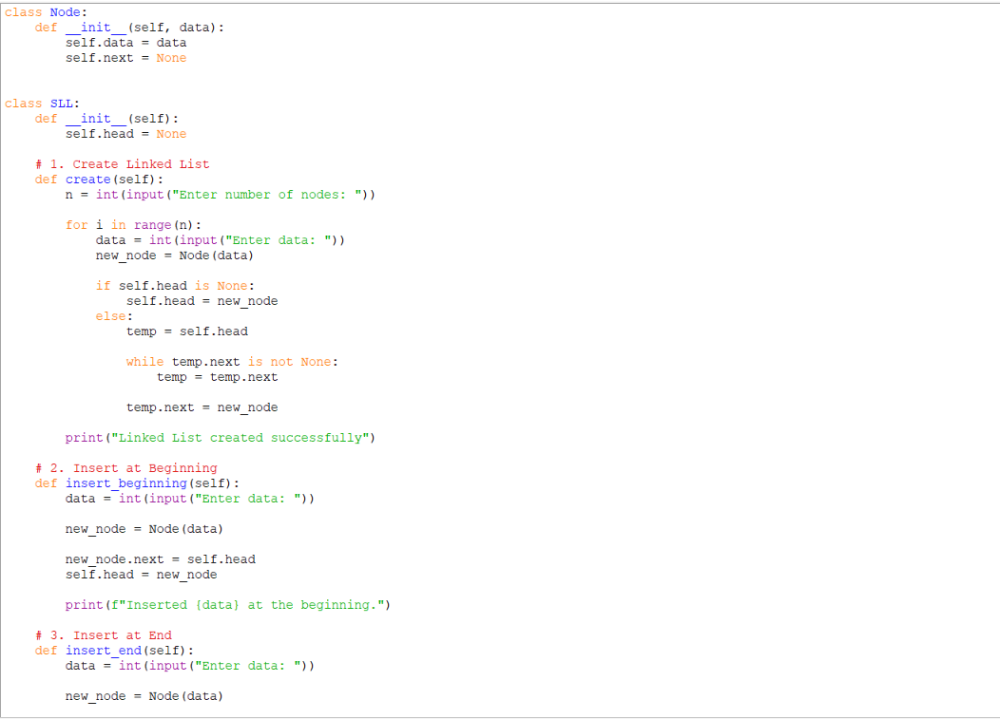 class Node:
    def __init__(self, data):
        self.data = data
        self.next = None
class SLL:
    def __init__(self):
        self.head = None
    # 1. Create Linked List
    def create(self):
        n = int(input("Enter number of nodes: "))
        for i in range(n):
            data = int(input("Enter data: "))
            new_node = Node(data)
            if self.head is None:
                self.head = new_node
            else:
                temp = self.head
                while temp.next is not None:
                    temp = temp.next
                temp.next = new_node
        print("Linked List created successfully")
    # 2. Insert at Beginning
    def insert_beginning(self):
        data = int(input("Enter data: "))
        new_node = Node(data)
        new_node.next = self.head
        self.head = new_node
        print(f"Inserted {data} at the beginning.")
    # 3. Insert at End
    def insert_end(self):
        data = int(input("Enter data: "))
        new_node = Node(data)